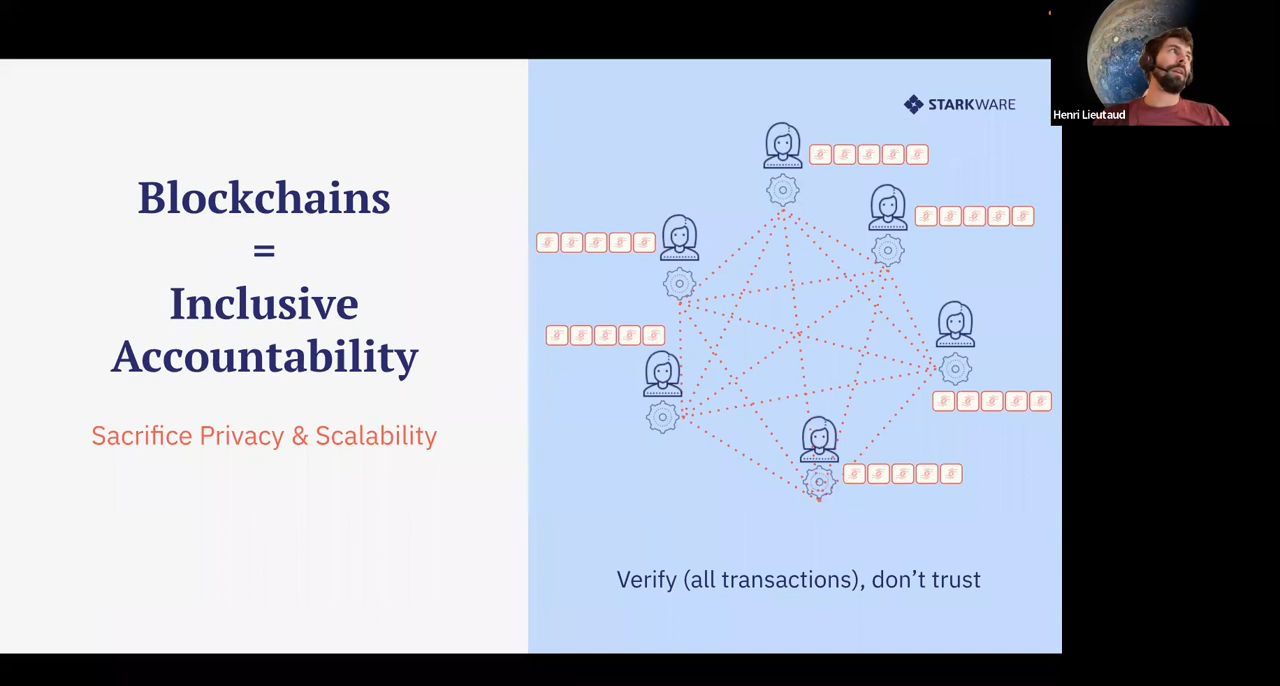 Blockchains
=
Inclusive
Accountability
Sacrifice Privacy & Scalability
STARKWARE
Verify (all transactions), don’t trust
Henri Lieutaud